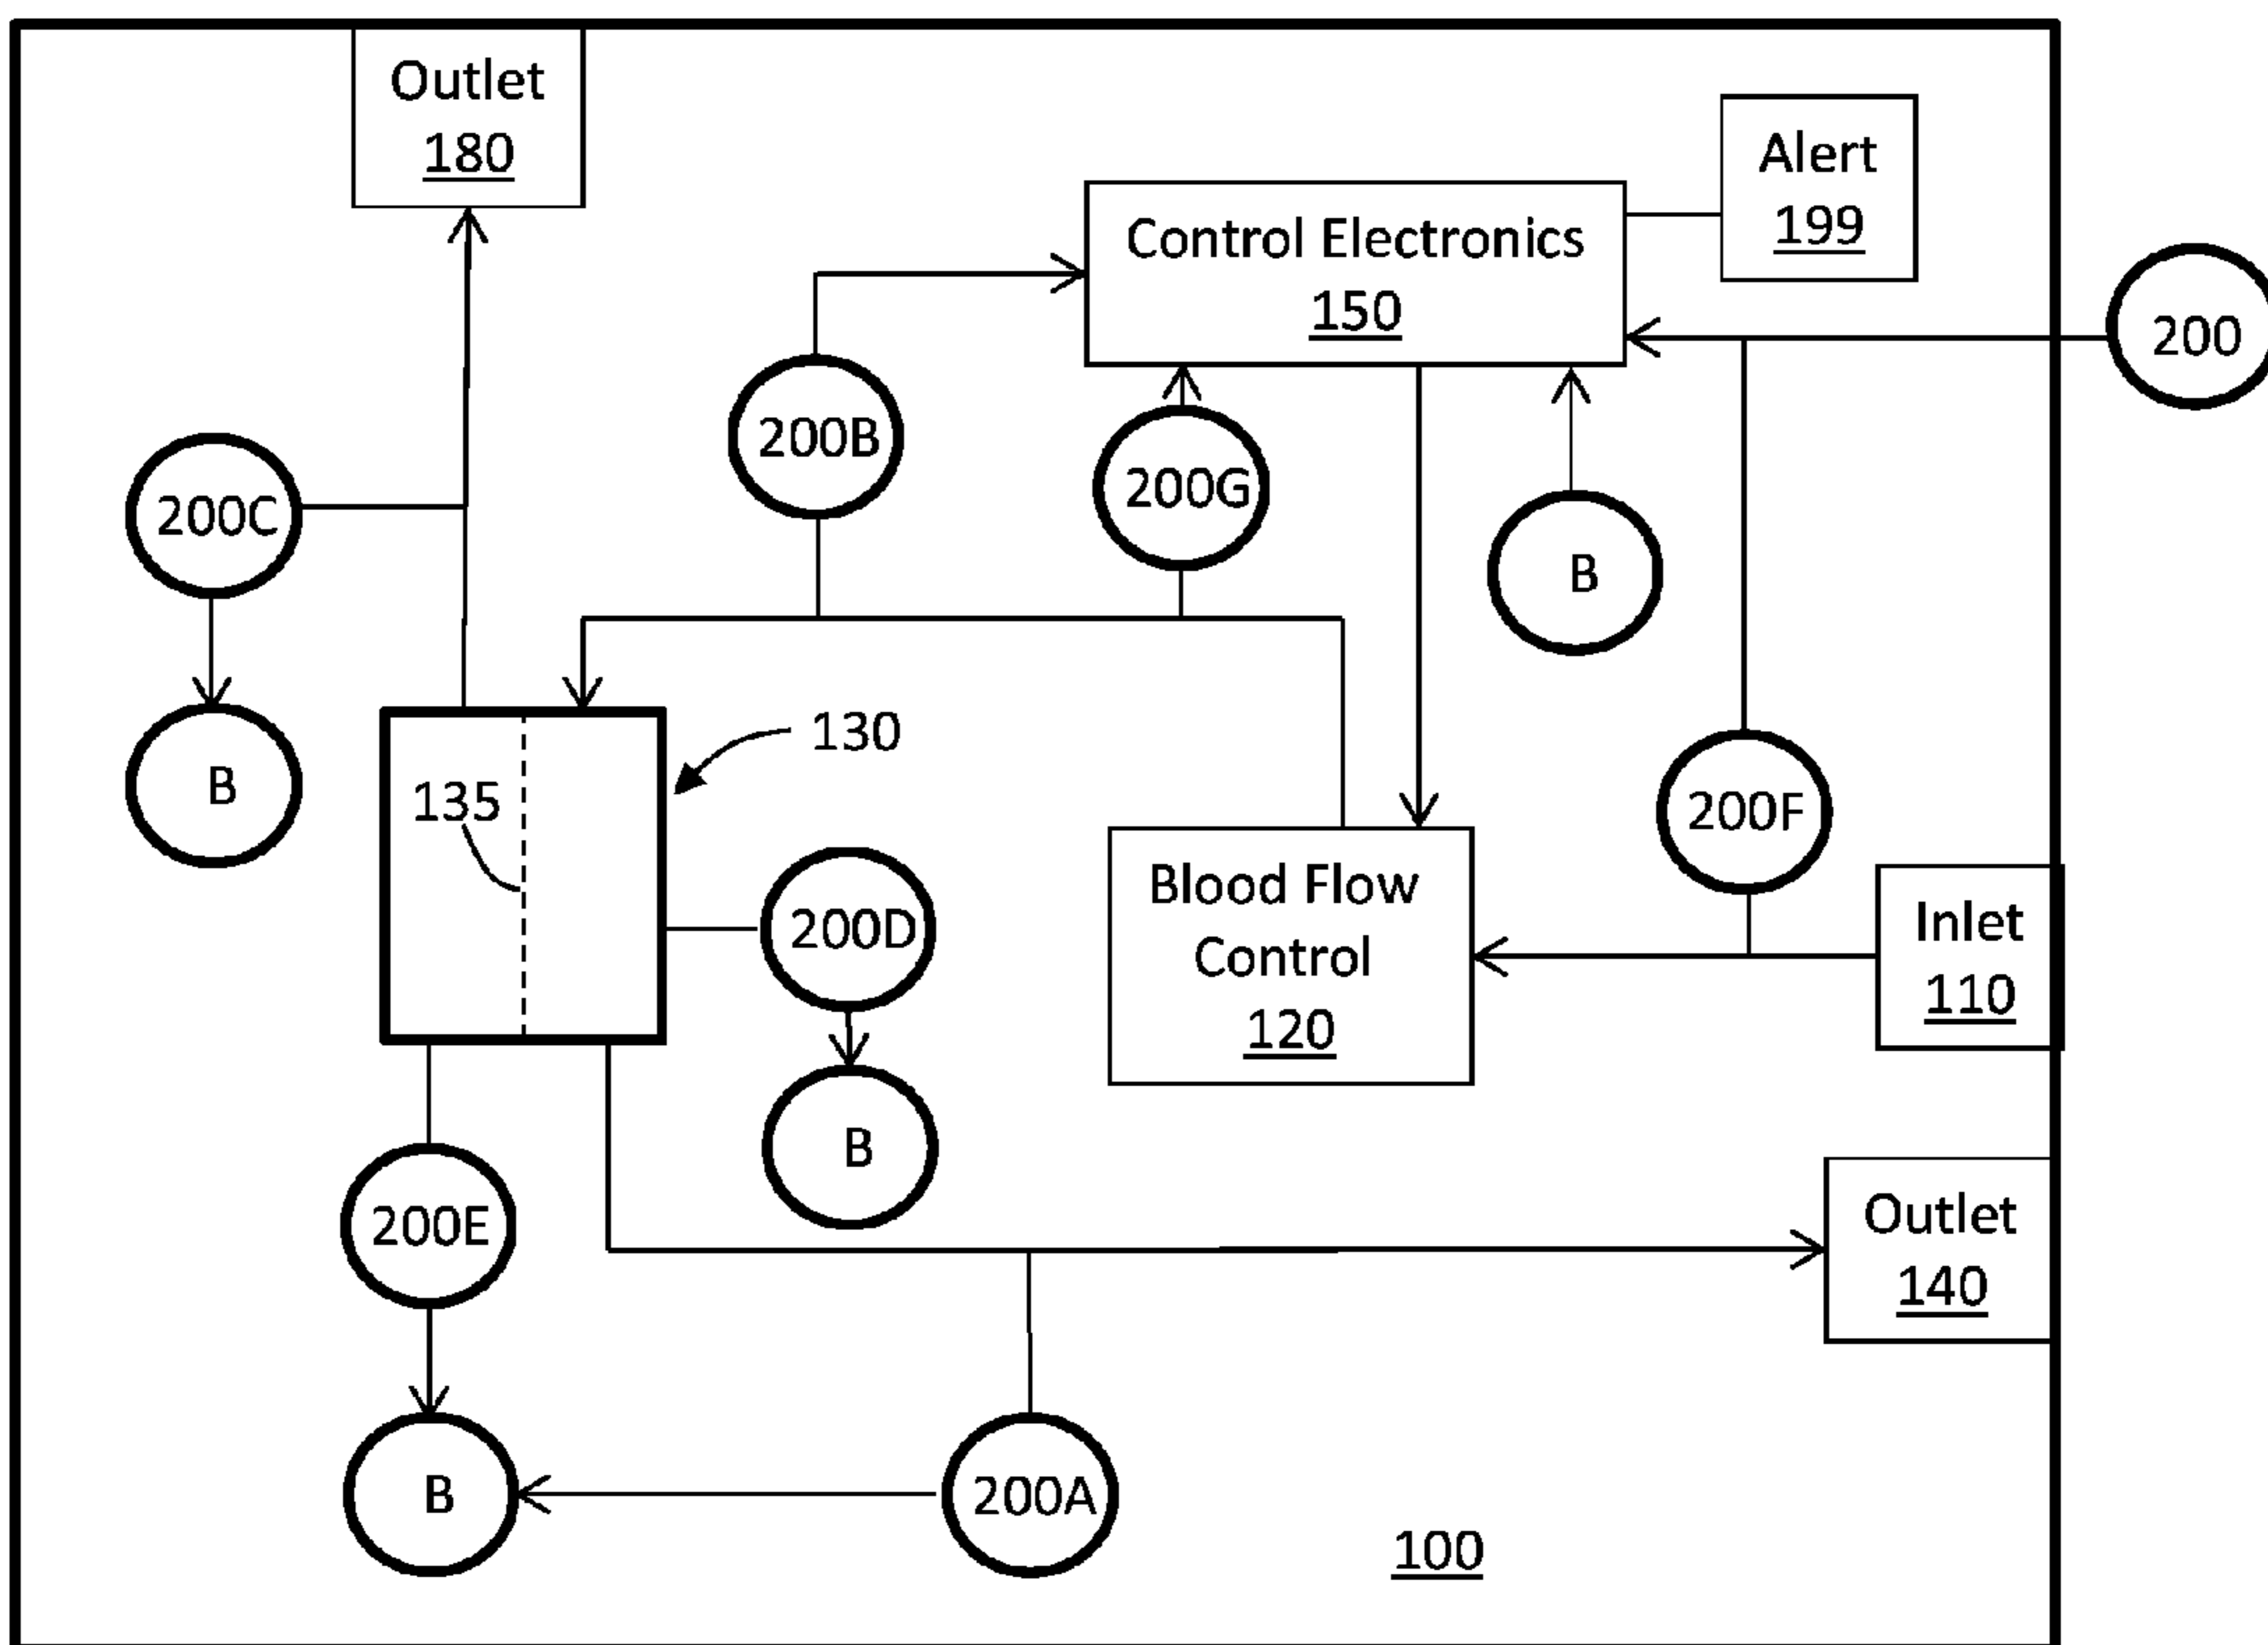 Outlet
180
Alert
199
Control Electronics
150
200
200B
200G
200C
B
B
130
135
200F
Blood Flow
Control
120
200D
Inlet
110
B
200E
Outlet
140
B
200A
100